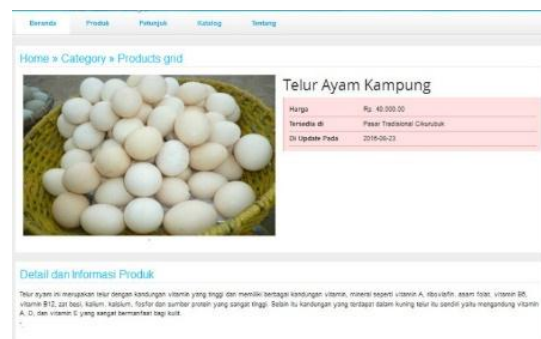 Beranda Produk Petunjuk Katalog Tentang
Home » Category » Products grid
Telur Ayam Kampung
Harga Rp. 40.000.00
Tersedia di Pasar Tradisional Cikurubuk
Di Update Pada 2016-06-23
Detail dan Informasi Produk
Telur ayam ini merupakan telur dengan kandungan vitamin yang tinggi dan memiliki berbagai kandungan vitamin, mineral seperti vitamin A, riboflavin, asam folat, vitamin B6,
vitamin B12, zat besi, kalium, kalsium, fosfor dan sumber protein yang sangat tinggi. Selain itu kandungan yang terdapat dalam kuning telur itu sendiri yaitu mengandung vitamin
A, D, dan vitamin E yang sangat bermanfaat bagi kulit.